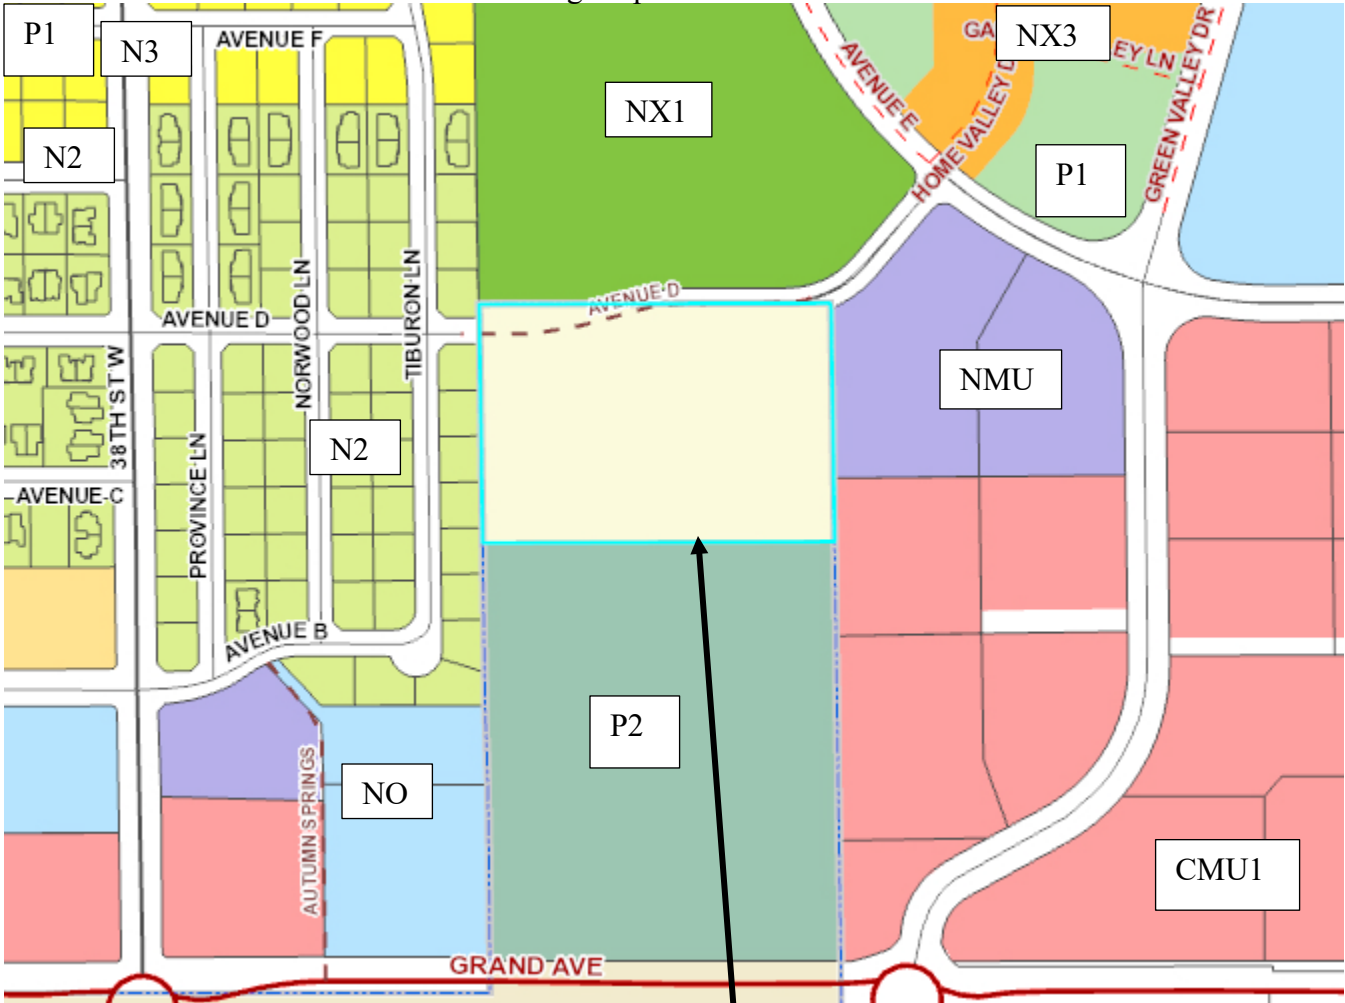 P1
N3
AVENUE F
NX3
NX1
AVENUE E
HOME VALLEY
GREEN VALLEY DR
EY LN
N2
P1
AVENUE D
AVENUE D
NORWOOD LN
TIBURON LN
38TH ST W
NMU
N2
PROVINCE LN
AVENUE C
AVENUE B
P2
AUTUMN SPRINGS
NO
CMU1
GRAND AVE